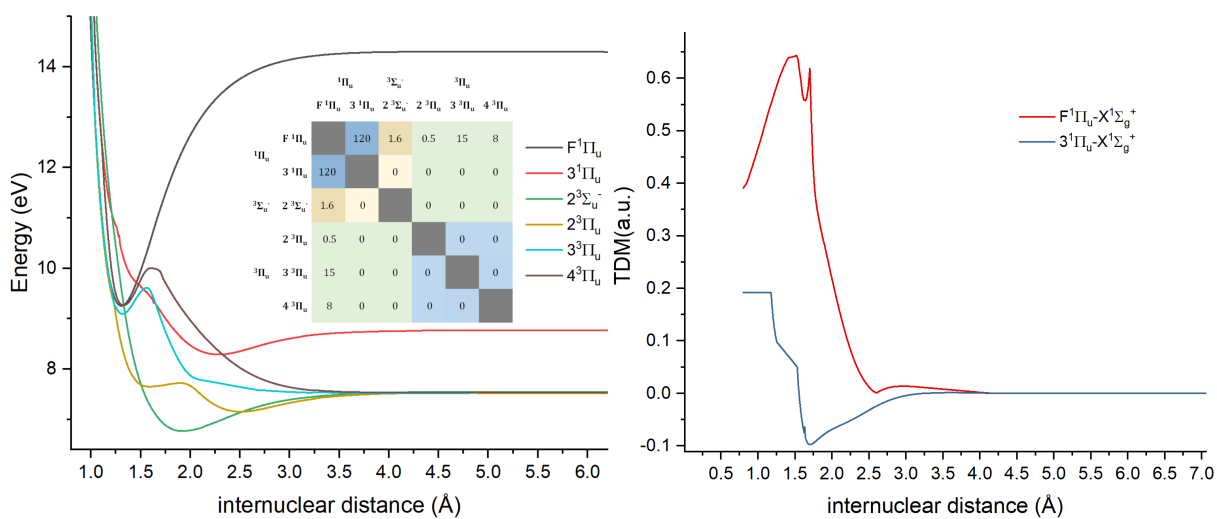 14
12
10
8
Energy (eV)
1.0 1.5 2.0 2.5 3.0 3.5 4.0 4.5 5.0 5.5 6.0
internuclear distance (Å)
¹Πᵤ ³Σᵤ⁻ ³Πᵤ
F ¹Πᵤ 3 ¹Πᵤ 2 ³Σᵤ⁻ 2 ³Πᵤ 3 ³Πᵤ 4 ³Πᵤ
¹Πᵤ
F ¹Πᵤ 120 1.6 0.5 15 8
3 ¹Πᵤ 120 0 0 0 0
³Σᵤ⁻ 2 ³Σᵤ⁻ 1.6 0 0 0 0
³Πᵤ
2 ³Πᵤ 0.5 0 0 0 0
3 ³Πᵤ 15 0 0 0 0
4 ³Πᵤ 8 0 0 0 0
F¹Πᵤ
3¹Πᵤ
2³Σᵤ⁻
2³Πᵤ
3³Πᵤ
4³Πᵤ
0.6
0.5
0.4
0.3
0.2
0.1
0.0
-0.1
TDM(a.u.)
F¹Πᵤ-X¹Σg⁺
3¹Πᵤ-X¹Σg⁺
0.5 1.0 1.5 2.0 2.5 3.0 3.5 4.0 4.5 5.0 5.5 6.0 6.5 7.0
internuclear distance (Å)